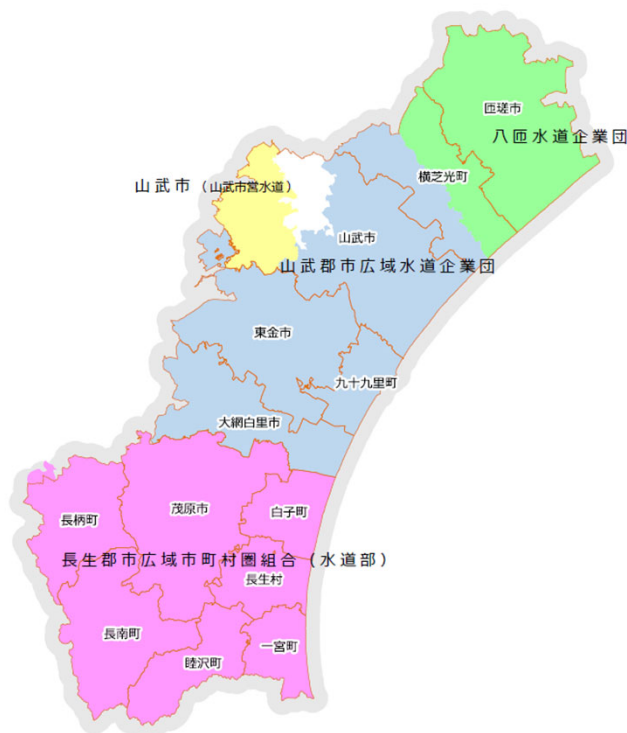 匝瑳市
八匝水道企業団
横芝光町
山武市（山武市営水道）
山武市
山武郡市広域水道企業団
東金市
九十九里町
大網白里市
茂原市
白子町
長柄町
長生郡市広域市町村圏組合（水道部）
長生村
長南町
一宮町
睦沢町